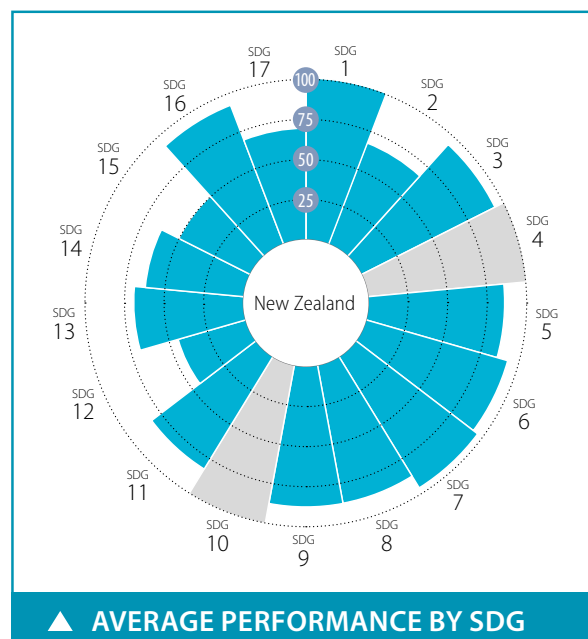 SDG
1
SDG
2
SDG
3
SDG
4
SDG
5
SDG
6
SDG
7
SDG
8
SDG
9
SDG
10
SDG
11
SDG
12
SDG
13
SDG
14
SDG
15
SDG
16
SDG
17
100
75
50
25
New Zealand
▲ AVERAGE PERFORMANCE BY SDG